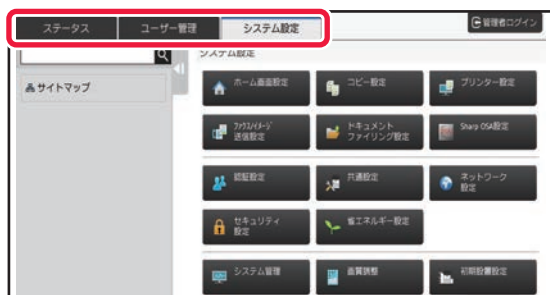 ステータス
ユーザー管理
システム設定
管理者ログイン
システム設定
サイトマップ
ホーム画面設定
コピー設定
プリンター設定
ファクス/イメージ
送信設定
ドキュメント
ファイリング設定
Sharp OSA設定
認証設定
共通設定
ネットワーク
設定
セキュリティ
設定
省エネルギー設定
システム管理
画質調整
初期設置設定